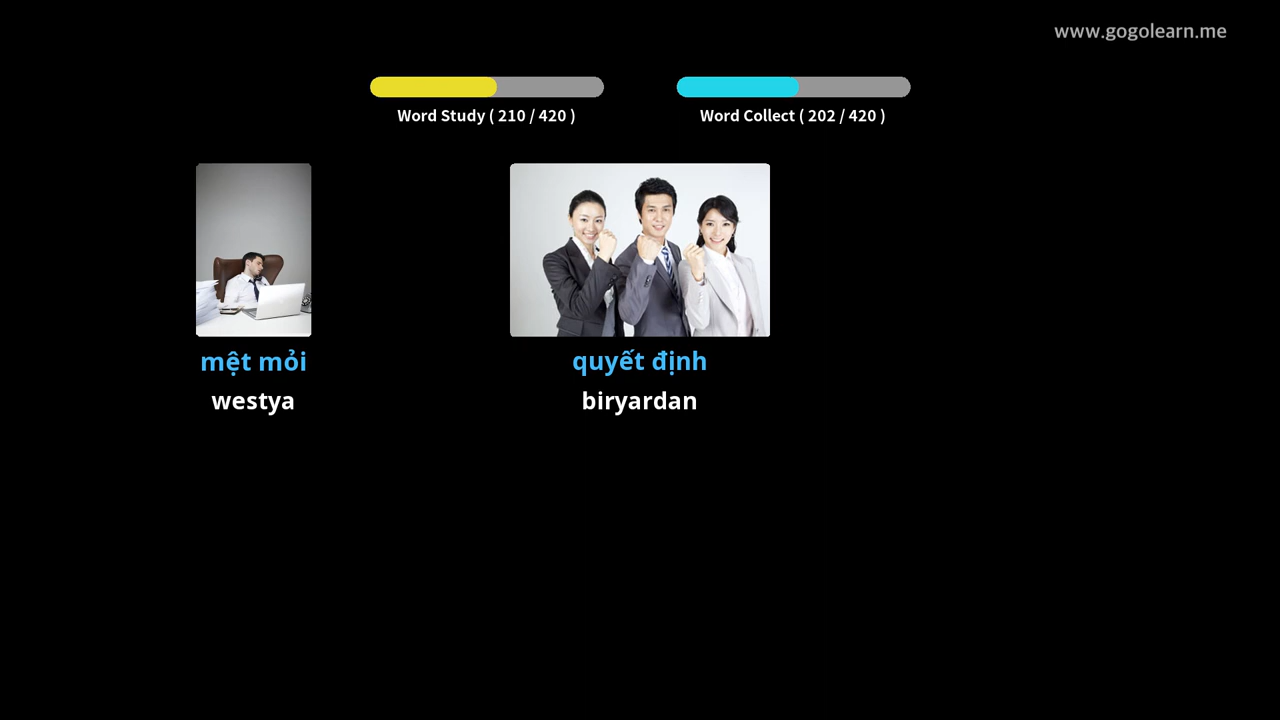 www.gogolearn.me
Word Study ( 210 / 420 )
Word Collect ( 202 / 420 )
mệt mỏi
westya
quyết định
biryardan